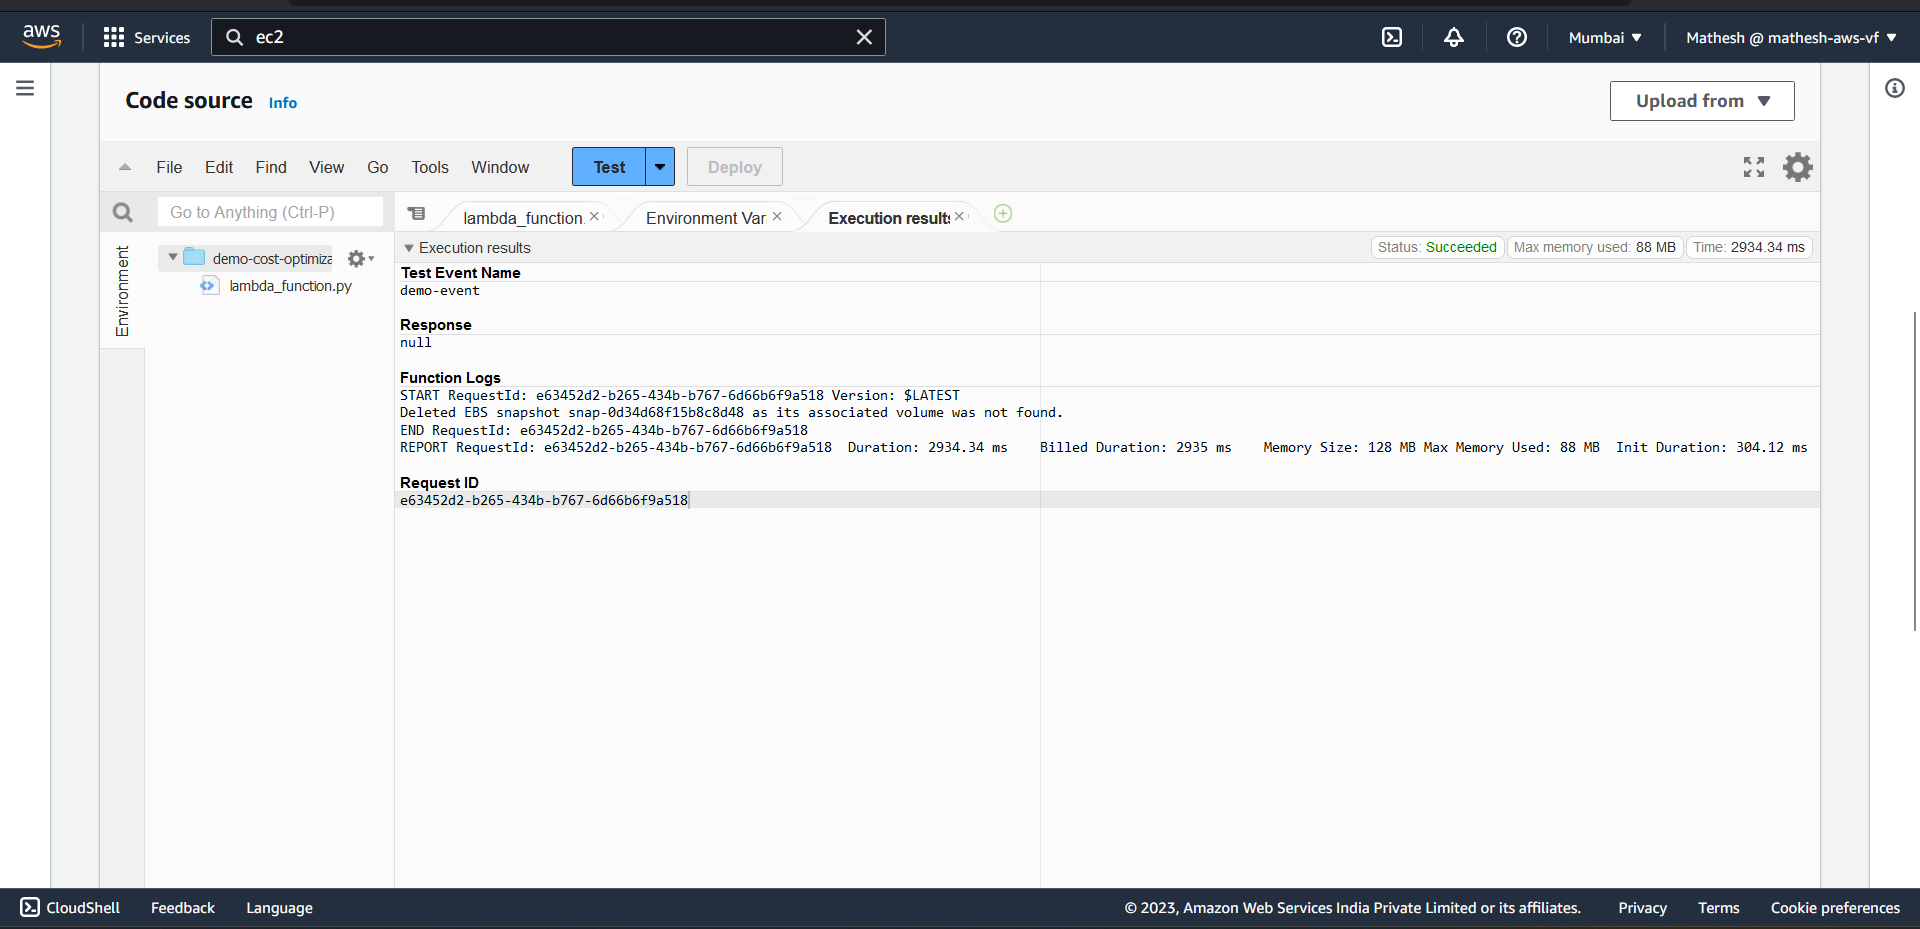 aws
Services
ec2
Mumbai
Mathesh @ mathesh-aws-vf
Code source Info
Upload from
File Edit Find View Go Tools Window Test Deploy
Go to Anything (Ctrl-P)
lambda_function.
Environment Var
Execution results
Environment
demo-cost-optimiza
lambda_function.py
Execution results
Status: Succeeded
Max memory used: 88 MB
Time: 2934.34 ms
Test Event Name
demo-event
Response
null
Function Logs
START RequestId: e63452d2-b265-434b-b767-6d66b6f9a518 Version: $LATEST
Deleted EBS snapshot snap-0d34d68f15b8c8d48 as its associated volume was not found.
END RequestId: e63452d2-b265-434b-b767-6d66b6f9a518
REPORT RequestId: e63452d2-b265-434b-b767-6d66b6f9a518 Duration: 2934.34 ms Billed Duration: 2935 ms Memory Size: 128 MB Max Memory Used: 88 MB Init Duration: 304.12 ms
Request ID
e63452d2-b265-434b-b767-6d66b6f9a518
CloudShell Feedback Language
© 2023, Amazon Web Services India Private Limited or its affiliates. Privacy Terms Cookie preferences